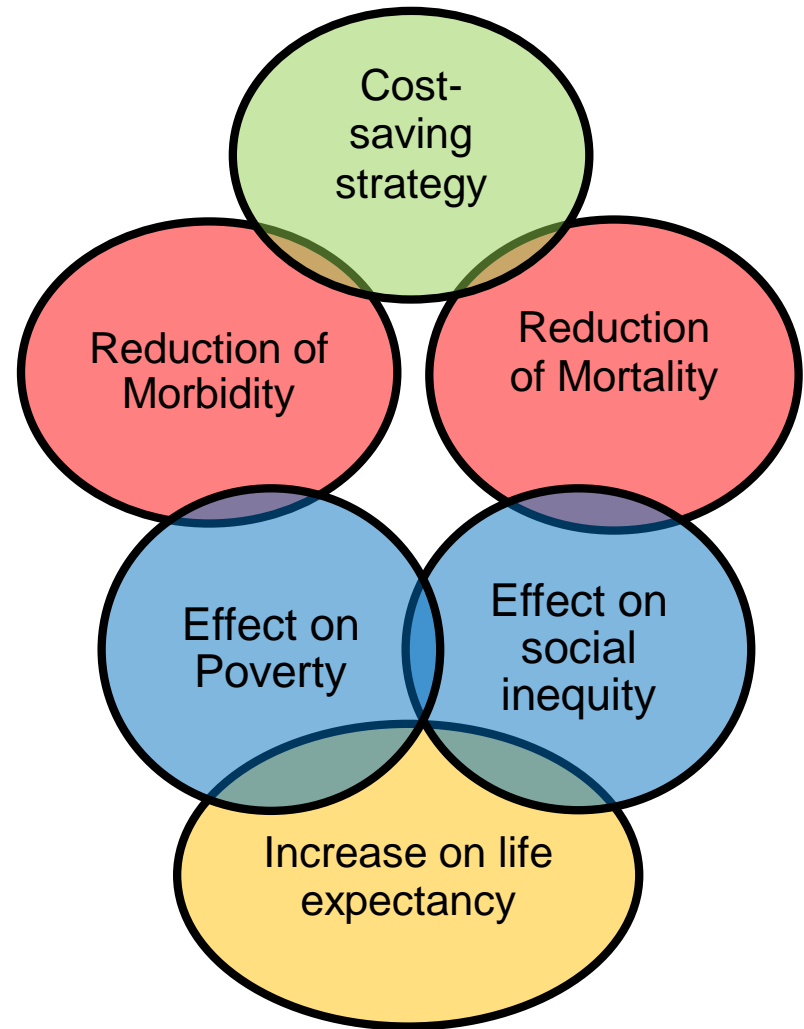 Cost-
saving
strategy
Reduction of
Morbidity
Reduction
of Mortality
Effect on
Poverty
Effect on
social
inequity
Increase on life
expectancy